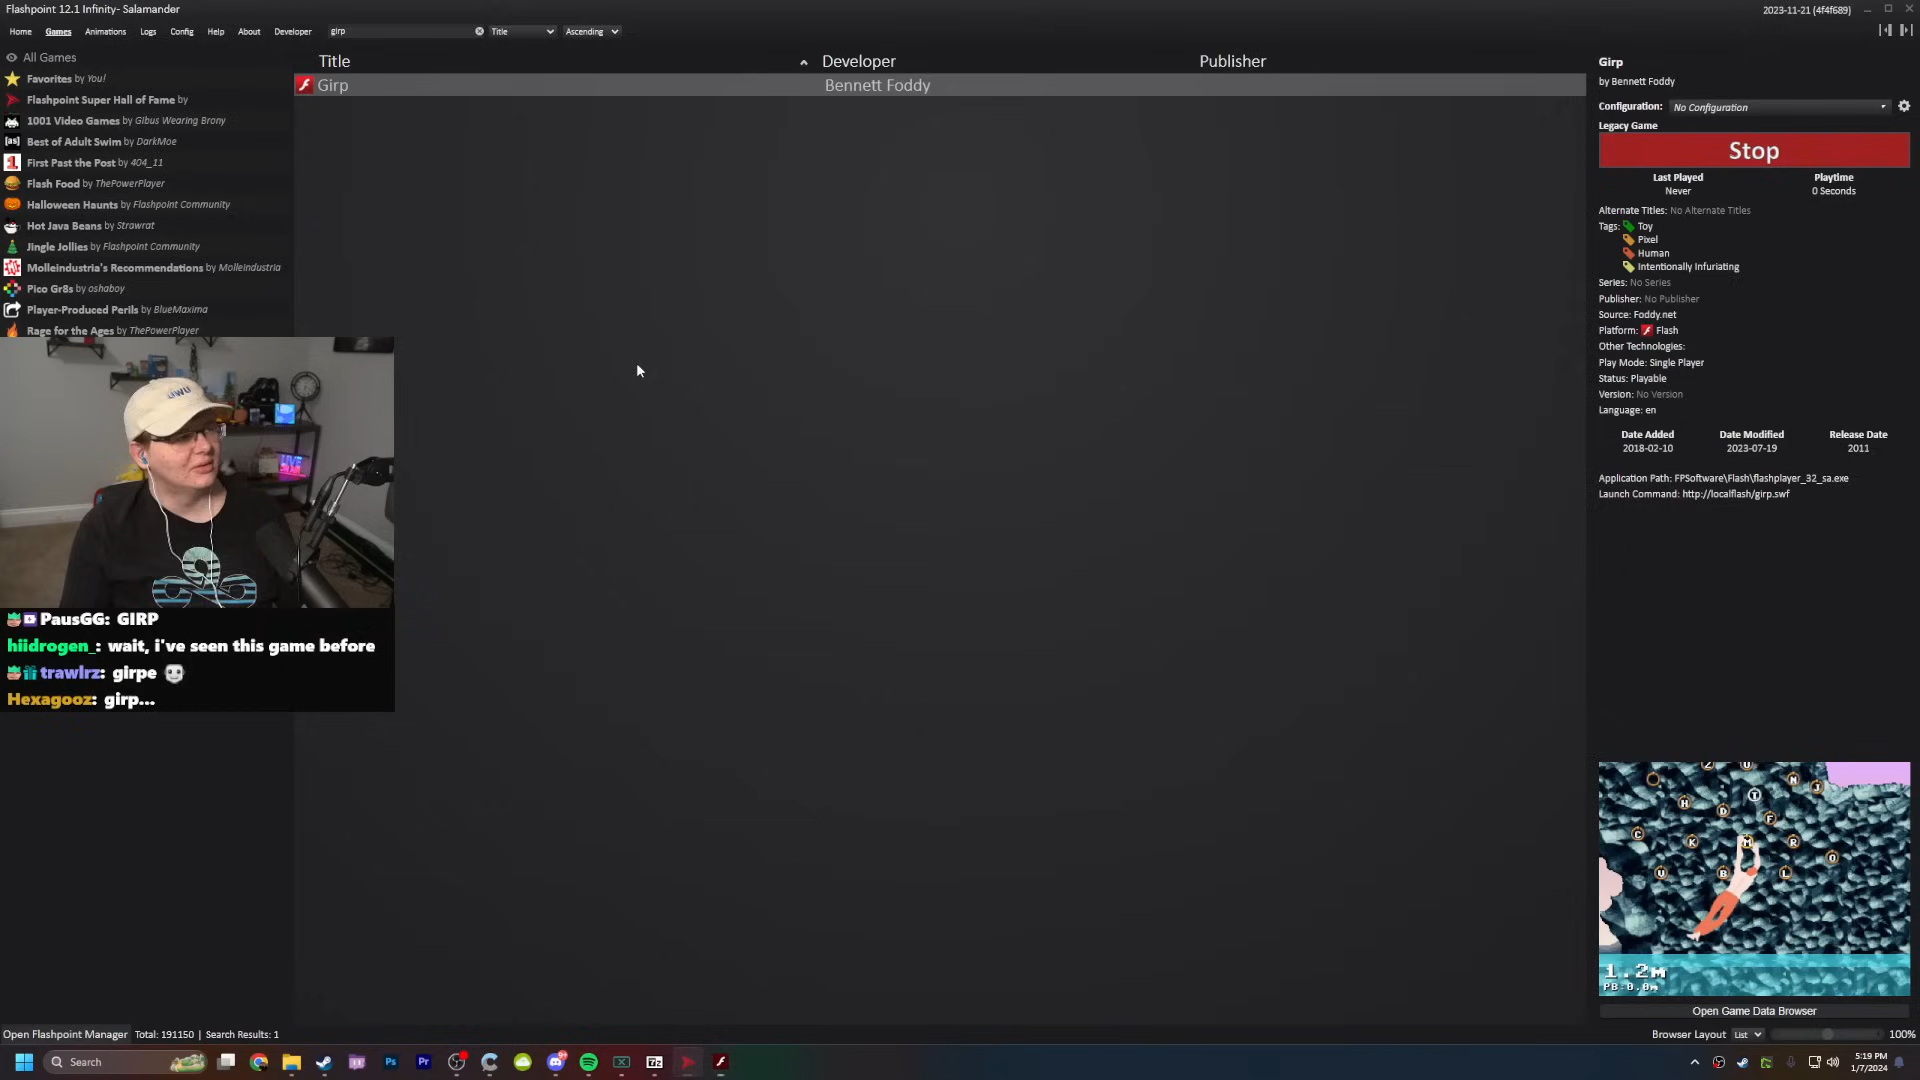 Flashpoint 12.1 Infinity- Salamander
2023-11-21 (4f4f689)
Home Games Animations Logs Config Help About Developer girp Title Ascending
All Games
Favorites by You!
Flashpoint Super Hall of Fame by
1001 Video Games by Gibus Wearing Brony
[as] Best of Adult Swim by DarkMoe
1 First Past the Post by 404_11
Flash Food by ThePowerPlayer
Halloween Haunts by Flashpoint Community
Hot Java Beans by Strawrat
Jingle Jollies by Flashpoint Community
Molleindustria's Recommendations by Molleindustria
Pico Gr8s by oshaboy
Player-Produced Perils by BlueMaxima
Rage for the Ages by ThePowerPlayer
Title Developer Publisher
Girp Bennett Foddy
Girp
by Bennett Foddy
Configuration: No Configuration
Legacy Game
Stop
Last Played Playtime
Never 0 Seconds
Alternate Titles: No Alternate Titles
Tags: Toy
Pixel
Human
Intentionally Infuriating
Series: No Series
Publisher: No Publisher
Source: Foddy.net
Platform: Flash
Other Technologies:
Play Mode: Single Player
Status: Playable
Version: No Version
Language: en
Date Added Date Modified Release Date
2018-02-10 2023-07-19 2011
Application Path: FPSoftware\Flash\flashplayer_32_sa.exe
Launch Command: http://localflash/girp.swf
UWU
LIVE
PausGG: GIRP
hiidrogen_: wait, i've seen this game before
trawlrz: girpe
Hexagooz: girp...
Z U
N J
H T
D F
C K M R O
U B L
1.2m
PB:0.0m
Open Game Data Browser
Open Flashpoint Manager Total: 191150 | Search Results: 1
Browser Layout List 100%
Search
Ps
Pr
7z
5:19 PM
1/7/2024